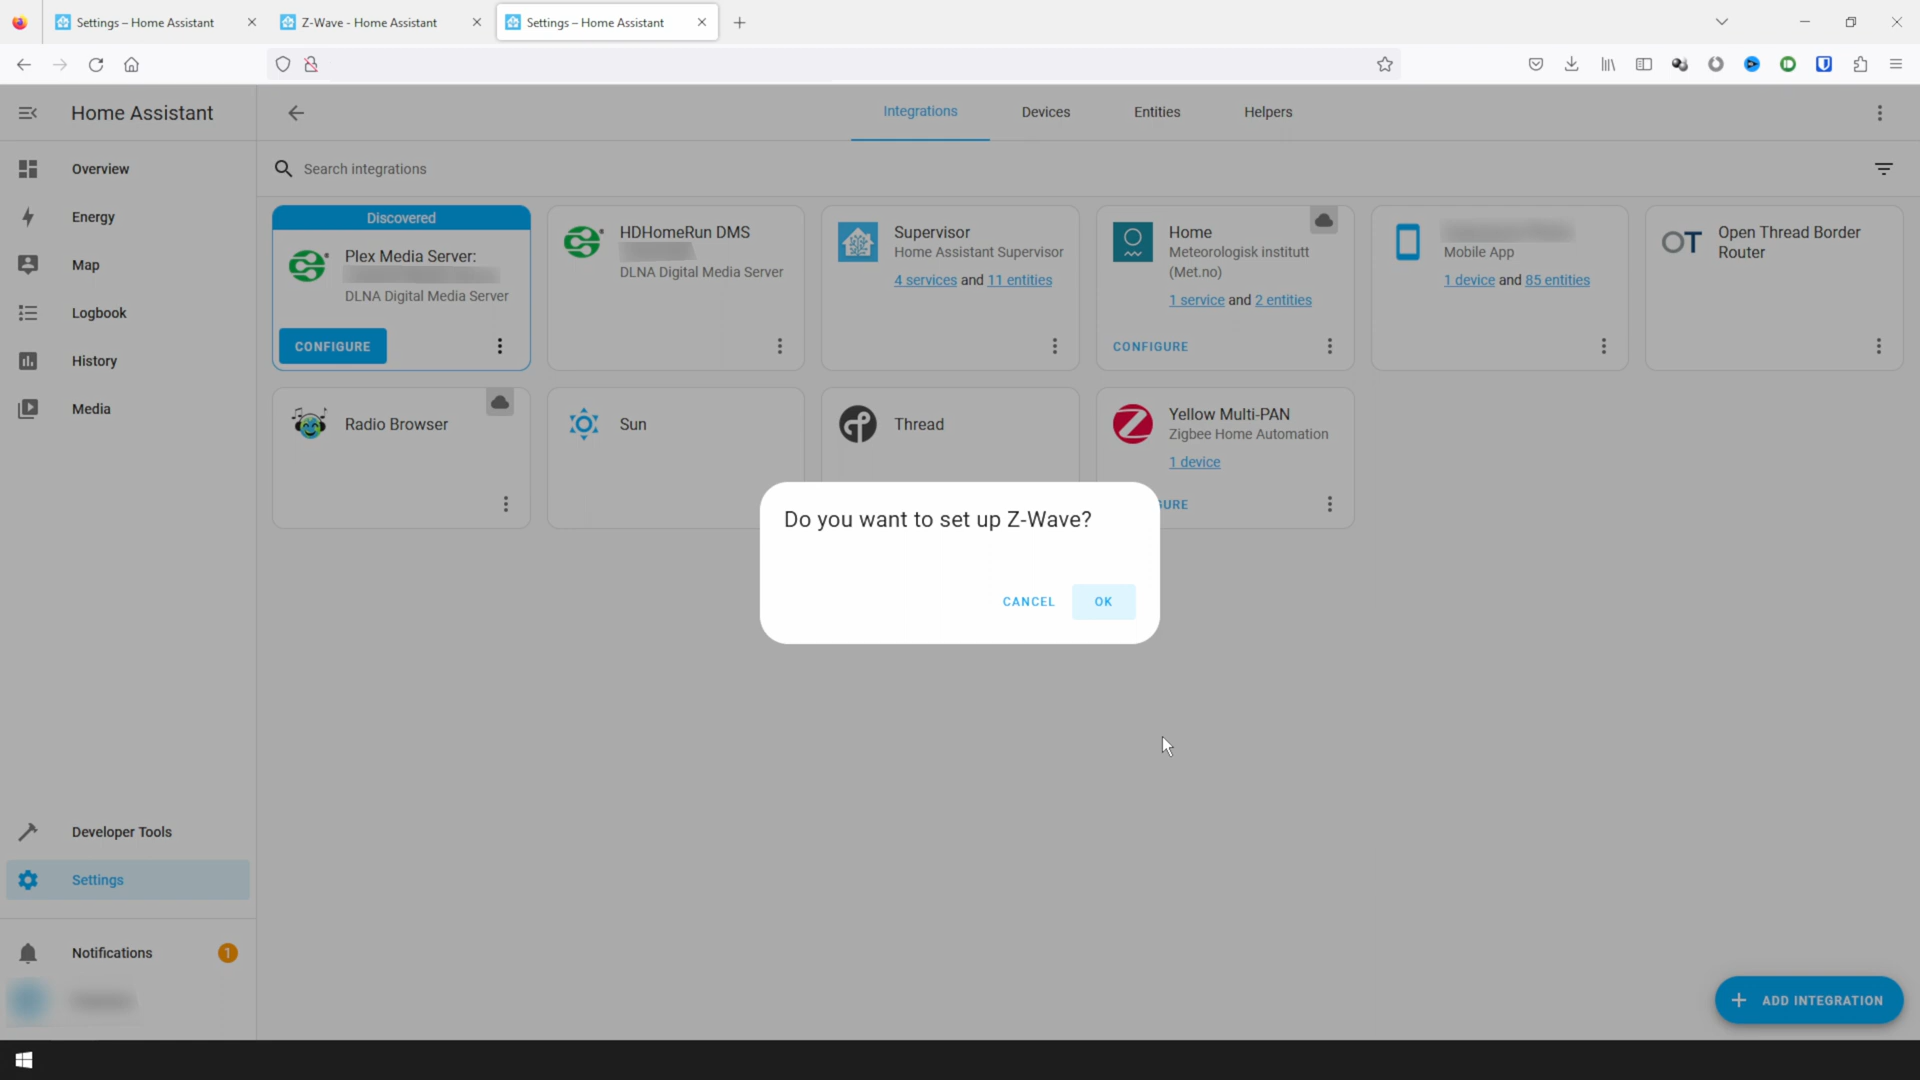 Settings – Home Assistant
Z-Wave - Home Assistant
Settings – Home Assistant
Home Assistant
Integrations
Devices
Entities
Helpers
Overview
Energy
Map
Logbook
History
Media
Search integrations
Discovered
Plex Media Server:
DLNA Digital Media Server
CONFIGURE
HDHomeRun DMS
DLNA Digital Media Server
Supervisor
Home Assistant Supervisor
4 services and 11 entities
Home
Meteorologisk institutt
(Met.no)
1 service and 2 entities
CONFIGURE
Mobile App
1 device and 85 entities
OT
Open Thread Border
Router
Radio Browser
Sun
Thread
Yellow Multi-PAN
Zigbee Home Automation
1 device
URE
Do you want to set up Z-Wave?
CANCEL
OK
Developer Tools
Settings
Notifications
1
ADD INTEGRATION